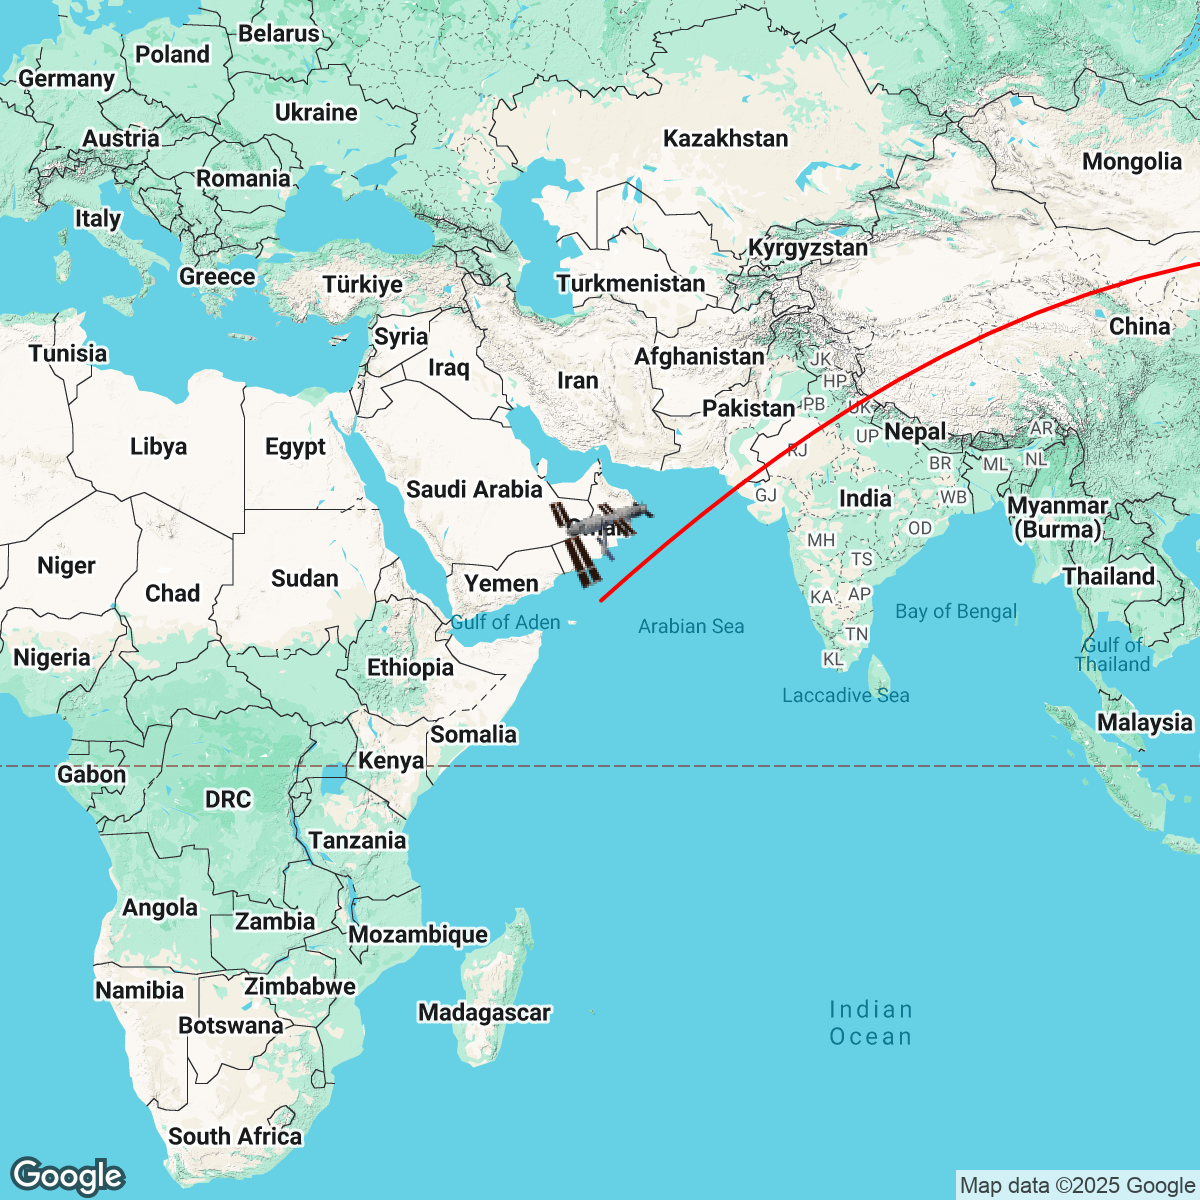 Belarus
Poland
Germany
Ukraine
Kazakhstan
Austria
Mongolia
Romania
Italy
Kyrgyzstan
Greece
Türkiye
Turkmenistan
China
Syria
Tunisia
Afghanistan
JK
Iraq
Iran
HP
Pakistan
PB
UK
Nepal
AR
UP
Libya
Egypt
RJ
NL
BR
ML
Saudi Arabia
GJ
India
WB
Myanmar
(Burma)
OD
MH
TS
Niger
Sudan
Yemen
Thailand
Chad
KA
AP
Gulf of Aden
Arabian Sea
Bay of Bengal
TN
Nigeria
KL
Gulf of
Thailand
Ethiopia
Laccadive Sea
Malaysia
Somalia
Kenya
Gabon
DRC
Tanzania
Angola
Zambia
Mozambique
Zimbabwe
Namibia
Madagascar
Indian
Ocean
Botswana
South Africa
Google
Map data ©2025 Google